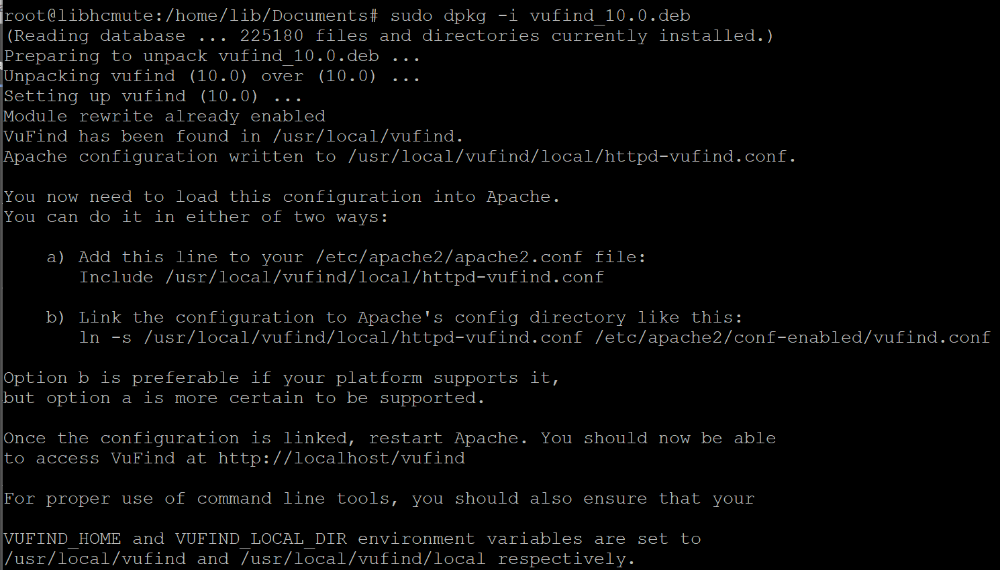 root@libhcmute:/home/lib/Documents# sudo dpkg -i vufind_10.0.deb
(Reading database ... 225180 files and directories currently installed.)
Preparing to unpack vufind_10.0.deb ...
Unpacking vufind (10.0) over (10.0) ...
Setting up vufind (10.0) ...
Module rewrite already enabled
VuFind has been found in /usr/local/vufind.
Apache configuration written to /usr/local/vufind/local/httpd-vufind.conf.

You now need to load this configuration into Apache.
You can do it in either of two ways:

    a) Add this line to your /etc/apache2/apache2.conf file:
       Include /usr/local/vufind/local/httpd-vufind.conf

    b) Link the configuration to Apache's config directory like this:
       ln -s /usr/local/vufind/local/httpd-vufind.conf /etc/apache2/conf-enabled/vufind.conf

Option b is preferable if your platform supports it,
but option a is more certain to be supported.

Once the configuration is linked, restart Apache. You should now be able
to access VuFind at http://localhost/vufind

For proper use of command line tools, you should also ensure that your

VUFIND_HOME and VUFIND_LOCAL_DIR environment variables are set to
/usr/local/vufind and /usr/local/vufind/local respectively.